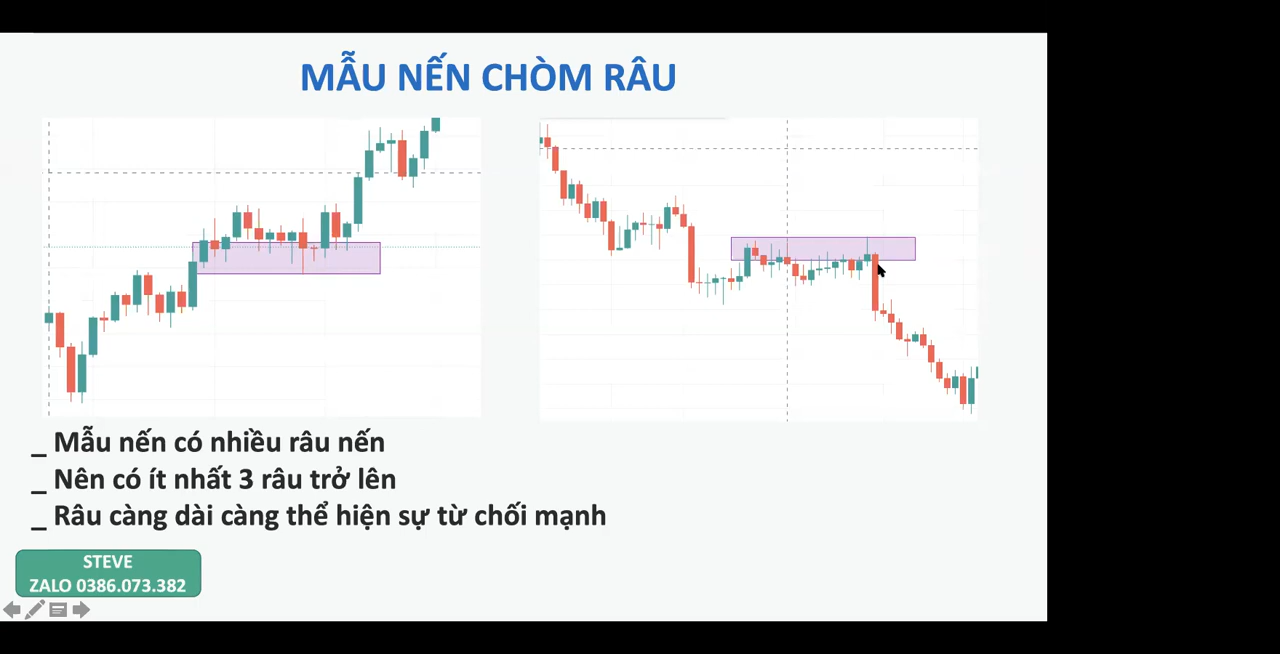 MẪU NẾN CHÒM RÂU
_ Mẫu nến có nhiều râu nến
_ Nên có ít nhất 3 râu trở lên
_ Râu càng dài càng thể hiện sự từ chối mạnh
STEVE
ZALO 0386.073.382